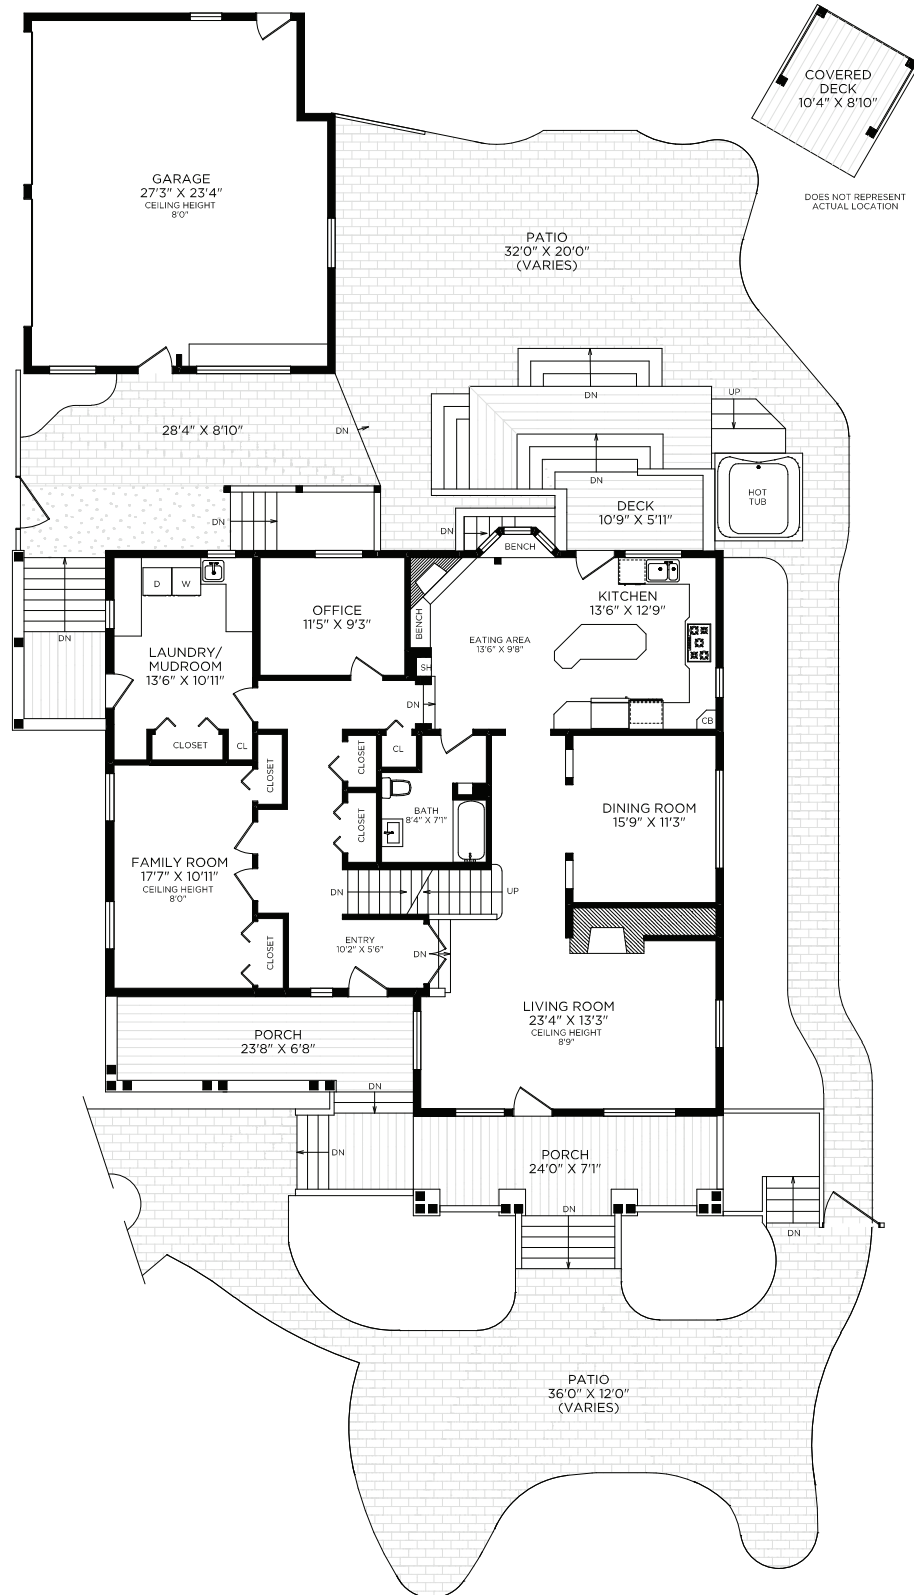 COVERED
DECK
10'4" X 8'10"
DOES NOT REPRESENT
ACTUAL LOCATION
GARAGE
27'3" X 23'4"
CEILING HEIGHT
8'0"
PATIO
32'0" X 20'0"
(VARIES)
DN
UP
28'4" X 8'10"
DN
DN
HOT
TUB
DECK
10'9" X 5'11"
DN
DN
BENCH
D
W
OFFICE
11'5" X 9'3"
BENCH
KITCHEN
13'6" X 12'9"
EATING AREA
13'6" X 9'8"
DN
LAUNDRY/
MUDROOM
13'6" X 10'11"
SH
DN
CB
CLOSET
CL
CL
CLOSET
CLOSET
BATH
8'4" X 7'1"
CLOSET
DINING ROOM
15'9" X 11'3"
FAMILY ROOM
17'7" X 10'11"
CEILING HEIGHT
8'0"
DN
UP
CLOSET
ENTRY
10'2" X 5'6"
DN
LIVING ROOM
23'4" X 13'3"
CEILING HEIGHT
8'9"
PORCH
23'8" X 6'8"
DN
DN
PORCH
24'0" X 7'1"
DN
DN
PATIO
36'0" X 12'0"
(VARIES)